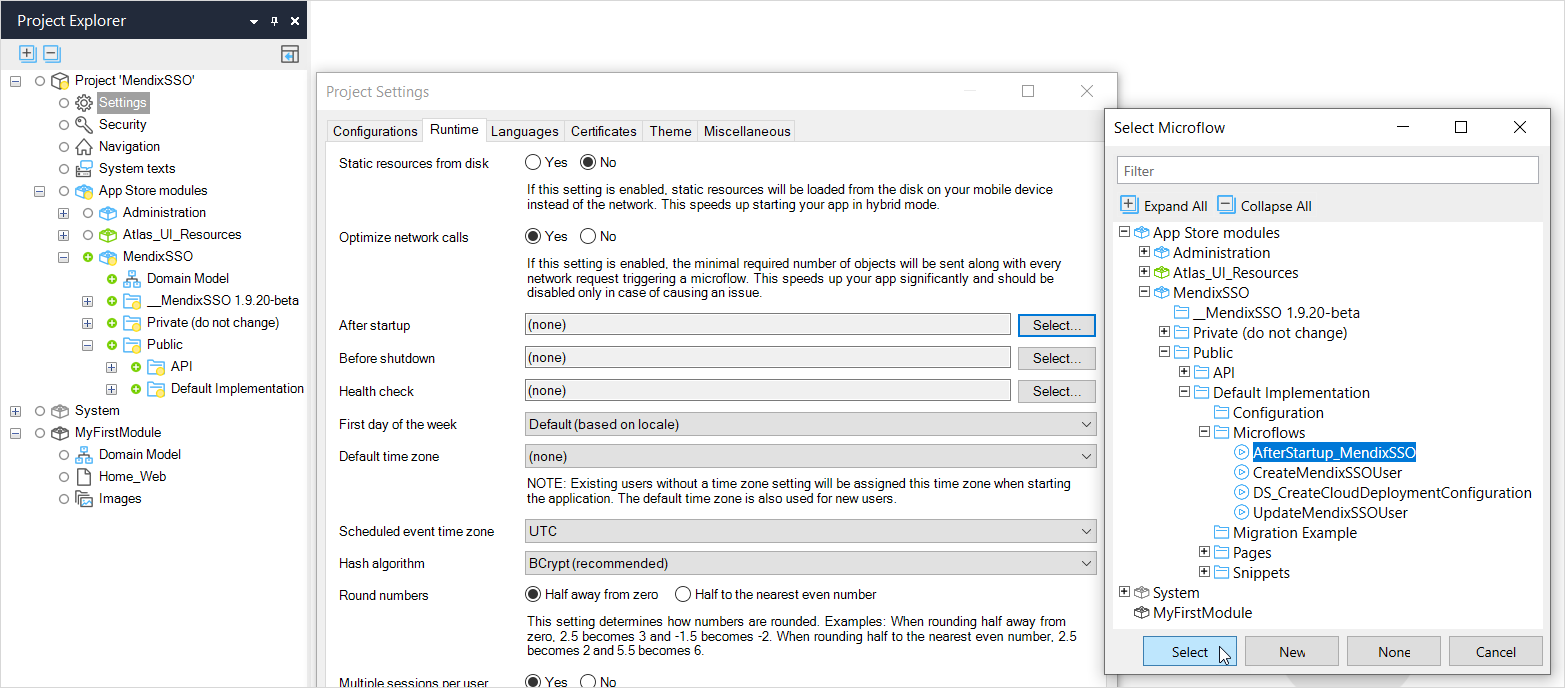 Project Explorer
Project 'MendixSSO'
Settings
Security
Navigation
System texts
App Store modules
Administration
Atlas_UI_Resources
MendixSSO
Domain Model
__MendixSSO 1.9.20-beta
Private (do not change)
Public
API
Default Implementation
System
MyFirstModule
Domain Model
Home_Web
Images
Project Settings
Configurations Runtime Languages Certificates Theme Miscellaneous
Static resources from disk Yes No
If this setting is enabled, static resources will be loaded from the disk on your mobile device
instead of the network. This speeds up starting your app in hybrid mode.
Optimize network calls Yes No
If this setting is enabled, the minimal required number of objects will be sent along with every
network request triggering a microflow. This speeds up your app significantly and should be
disabled only in case of causing an issue.
After startup (none) Select...
Before shutdown (none) Select...
Health check (none) Select...
First day of the week Default (based on locale)
Default time zone (none)
NOTE: Existing users without a time zone setting will be assigned this time zone when starting
the application. The default time zone is also used for new users.
Scheduled event time zone UTC
Hash algorithm BCrypt (recommended)
Round numbers Half away from zero Half to the nearest even number
This setting determines how numbers are rounded. Examples: When rounding half away from
zero, 2.5 becomes 3 and -1.5 becomes -2. When rounding half to the nearest even number, 2.5
becomes 2 and 5.5 becomes 6.
Multiple sessions per user Yes No
Select Microflow
Filter
Expand All Collapse All
App Store modules
Administration
Atlas_UI_Resources
MendixSSO
__MendixSSO 1.9.20-beta
Private (do not change)
Public
API
Default Implementation
Configuration
Microflows
AfterStartup_MendixSSO
CreateMendixSSOUser
DS_CreateCloudDeploymentConfiguration
UpdateMendixSSOUser
Migration Example
Pages
Snippets
System
MyFirstModule
Select New None Cancel